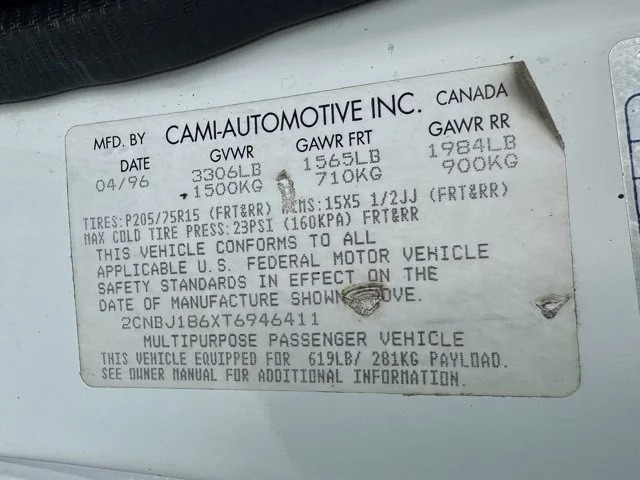 MFD. BY CAMI-AUTOMOTIVE INC. CANADA
DATE GVWR GAWR FRT GAWR RR
04/96 3306LB 1565LB 1984LB
1500KG 710KG 900KG
TIRES:P205/75R15 (FRT&RR) :15X5 1/2JJ (FRT&RR)
MAX COLD TIRE PRESS:23PSI (160KPA) FRT&RR
THIS VEHICLE CONFORMS TO ALL
APPLICABLE U.S. FEDERAL MOTOR VEHICLE
SAFETY STANDARDS IN EFFECT ON THE
DATE OF MANUFACTURE SHOWN OVE.
2CNBJ186XT6946411
MULTIPURPOSE PASSENGER VEHICLE
THIS VEHICLE EQUIPPED FOR 619LB/ 281KG PAYLOAD.
SEE OWNER MANUAL FOR ADDITIONAL INFORMATION.